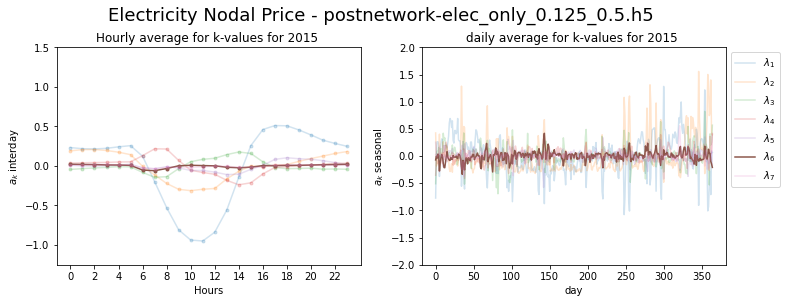 Electricity Nodal Price - postnetwork-elec_only_0.125_0.5.h5
Hourly average for k-values for 2015
1.5
1.0
0.5
0.0
−0.5
−1.0
a_k interday
0 2 4 6 8 10 12 14 16 18 20 22
Hours
daily average for k-values for 2015
2.0
1.5
1.0
0.5
0.0
−0.5
−1.0
−1.5
−2.0
a_k seasonal
0 50 100 150 200 250 300 350
day
λ₁
λ₂
λ₃
λ₄
λ₅
λ₆
λ₇